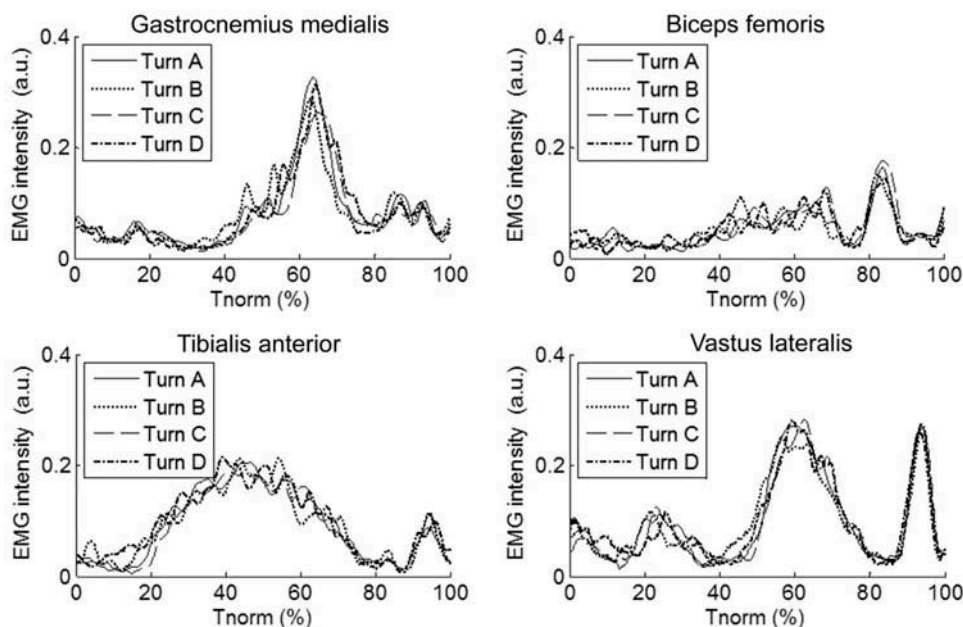 Gastrocnemius medialis
EMG intensity (a.u.)
0.4
0.2
0
Turn A
Turn B
Turn C
Turn D
0 20 40 60 80 100
Tnorm (%)
Biceps femoris
EMG intensity (a.u.)
0.4
0.2
0
Turn A
Turn B
Turn C
Turn D
0 20 40 60 80 100
Tnorm (%)
Tibialis anterior
EMG intensity (a.u.)
0.4
0.2
0
Turn A
Turn B
Turn C
Turn D
0 20 40 60 80 100
Tnorm (%)
Vastus lateralis
EMG intensity (a.u.)
0.4
0.2
0
Turn A
Turn B
Turn C
Turn D
0 20 40 60 80 100
Tnorm (%)